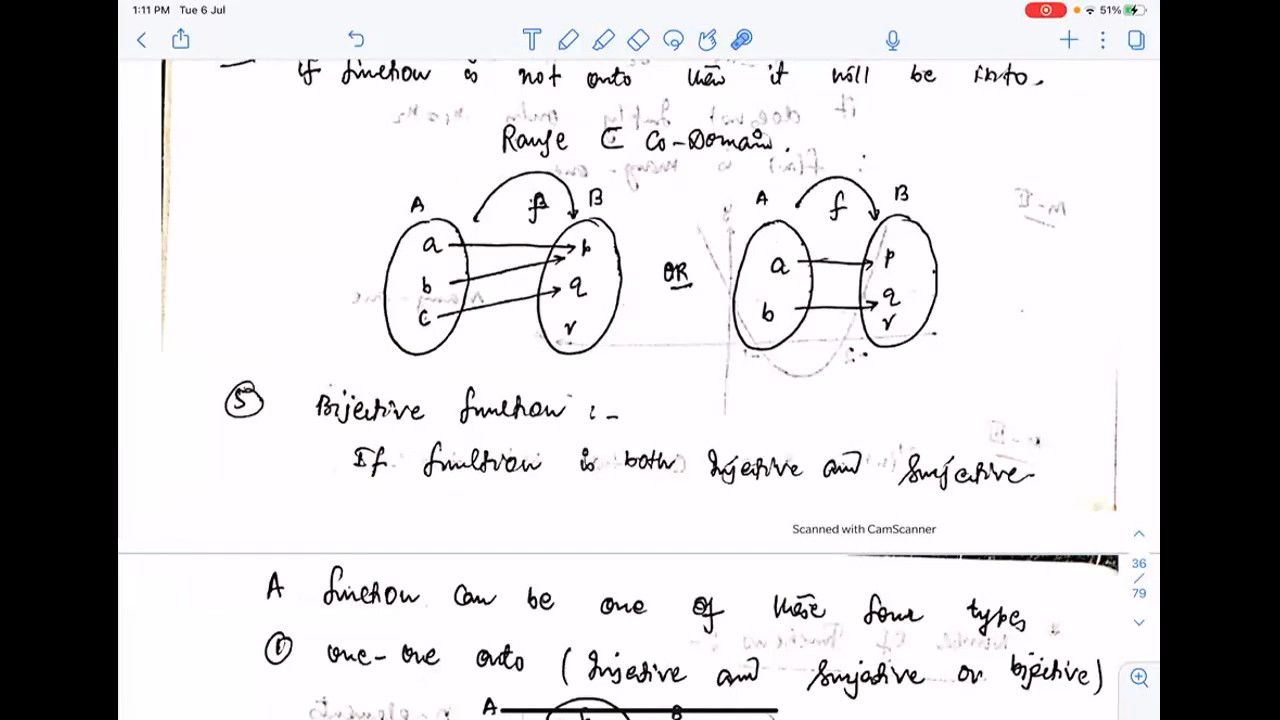 1:11 PM Tue 6 Jul
51%
If function is not onto then it will be into.
Range ⊂ Co-Domain.
A f B
a p
b q
c r
OR
A f B
a p
b q
r
5 Bijective function :-
If function is both Injective and Surjective
Scanned with CamScanner
36
/
79
A function can be one of these four types
① one-one onto (Injective and Surjective or bijective)
A B